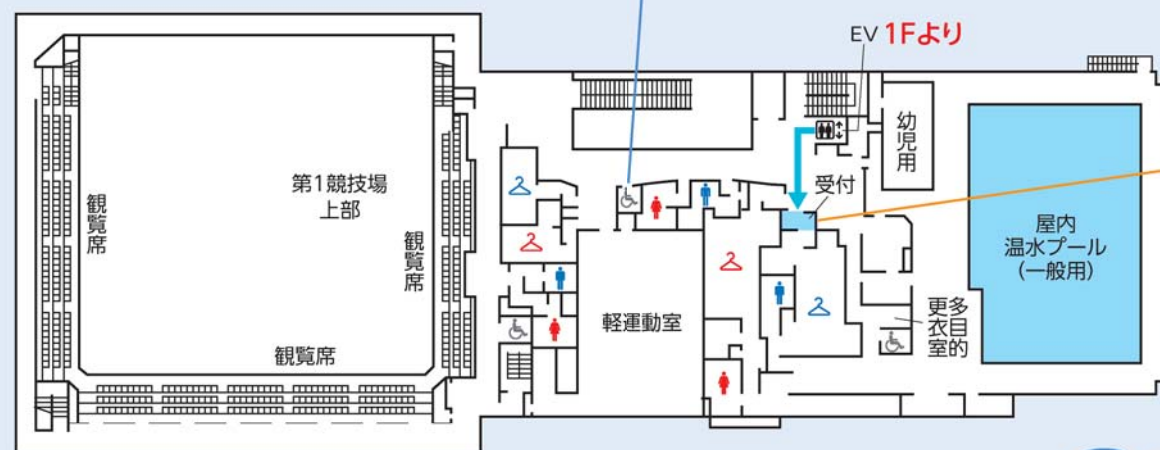 EV 1Fより
幼児用
受付
第1競技場
上部
観覧席
観覧席
観覧席
軽運動室
多目的
更衣室
屋内
温水プール
(一般用)